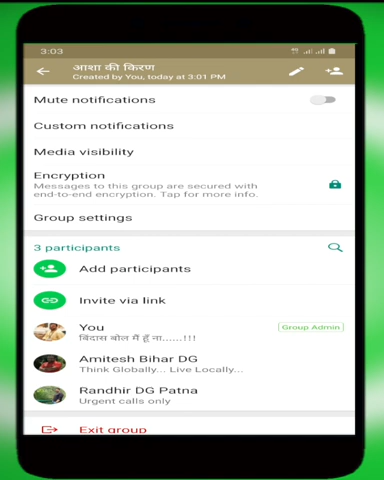 3:03
आशा की किरण
Created by You, today at 3:01 PM
Mute notifications
Custom notifications
Media visibility
Encryption
Messages to this group are secured with
end-to-end encryption. Tap for more info.
Group settings
3 participants
Add participants
Invite via link
You
Group Admin
बिंदास बोल मैं हूँ ना......!!!
Amitesh Bihar DG
Think Globally... Live Locally...
Randhir DG Patna
Urgent calls only
Exit group